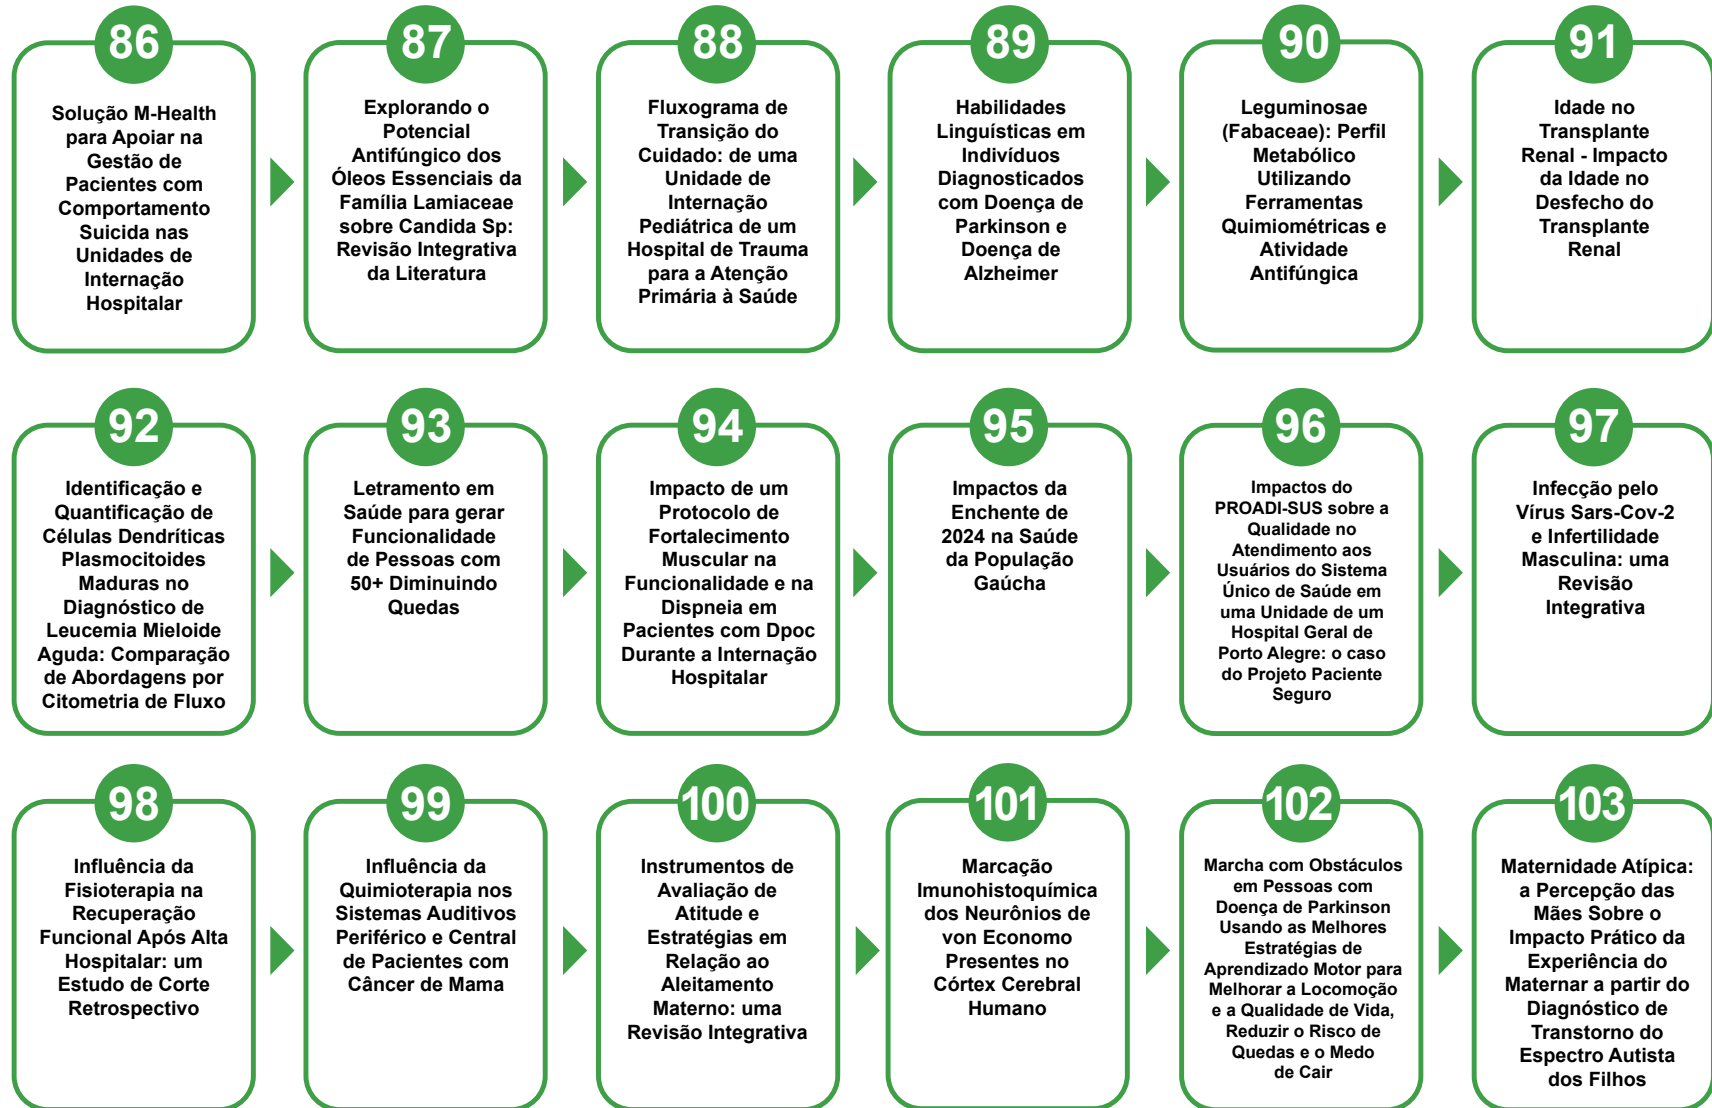 86
Solução M-Health
para Apoiar na
Gestão de
Pacientes com
Comportamento
Suicida nas
Unidades de
Internação
Hospitalar
87
Explorando o
Potencial
Antifúngico dos
Óleos Essenciais da
Família Lamiaceae
sobre Candida Sp:
Revisão Integrativa
da Literatura
88
Fluxograma de
Transição do
Cuidado: de uma
Unidade de
Internação
Pediátrica de um
Hospital de Trauma
para a Atenção
Primária à Saúde
89
Habilidades
Linguísticas em
Indivíduos
Diagnosticados
com Doença de
Parkinson e
Doença de
Alzheimer
90
Leguminosae
(Fabaceae): Perfil
Metabólico
Utilizando
Ferramentas
Quimiométricas e
Atividade
Antifúngica
91
Idade no
Transplante
Renal - Impacto
da Idade no
Desfecho do
Transplante
Renal
92
Identificação e
Quantificação de
Células Dendríticas
Plasmocitoides
Maduras no
Diagnóstico de
Leucemia Mieloide
Aguda: Comparação
de Abordagens por
Citometria de Fluxo
93
Letramento em
Saúde para gerar
Funcionalidade
de Pessoas com
50+ Diminuindo
Quedas
94
Impacto de um
Protocolo de
Fortalecimento
Muscular na
Funcionalidade e na
Dispneia em
Pacientes com Dpoc
Durante a Internação
Hospitalar
95
Impactos da
Enchente de
2024 na Saúde
da População
Gaúcha
96
Impactos do
PROADI-SUS sobre a
Qualidade no
Atendimento aos
Usuários do Sistema
Único de Saúde em
uma Unidade de um
Hospital Geral de
Porto Alegre: o caso
do Projeto Paciente
Seguro
97
Infecção pelo
Vírus Sars-Cov-2
e Infertilidade
Masculina: uma
Revisão
Integrativa
98
Influência da
Fisioterapia na
Recuperação
Funcional Após Alta
Hospitalar: um
Estudo de Corte
Retrospectivo
99
Influência da
Quimioterapia nos
Sistemas Auditivos
Periférico e Central
de Pacientes com
Câncer de Mama
100
Instrumentos de
Avaliação de
Atitude e
Estratégias em
Relação ao
Aleitamento
Materno: uma
Revisão Integrativa
101
Marcação
Imunohistoquímica
dos Neurônios de
von Economo
Presentes no
Córtex Cerebral
Humano
102
Marcha com Obstáculos
em Pessoas com
Doença de Parkinson
Usando as Melhores
Estratégias de
Aprendizado Motor para
Melhorar a Locomoção
e a Qualidade de Vida,
Reduzir o Risco de
Quedas e o Medo
de Cair
103
Maternidade Atípica:
a Percepção das
Mães Sobre o
Impacto Prático da
Experiência do
Maternar a partir do
Diagnóstico de
Transtorno do
Espectro Autista
dos Filhos